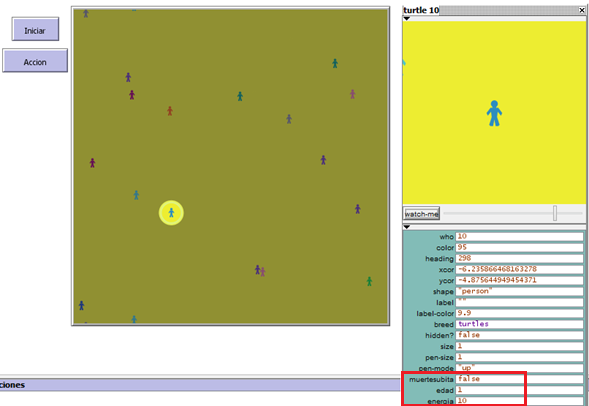 turtle 10
Iniciar
Accion
watch-me
who 10
color 95
heading 298
xcor -6.235866468163278
ycor -4.875644949454371
shape "person"
label ""
label-color 9.9
breed turtles
hidden? false
size 1
pen-size 1
pen-mode "up"
muertesubita false
edad 1
energia 10
ciones